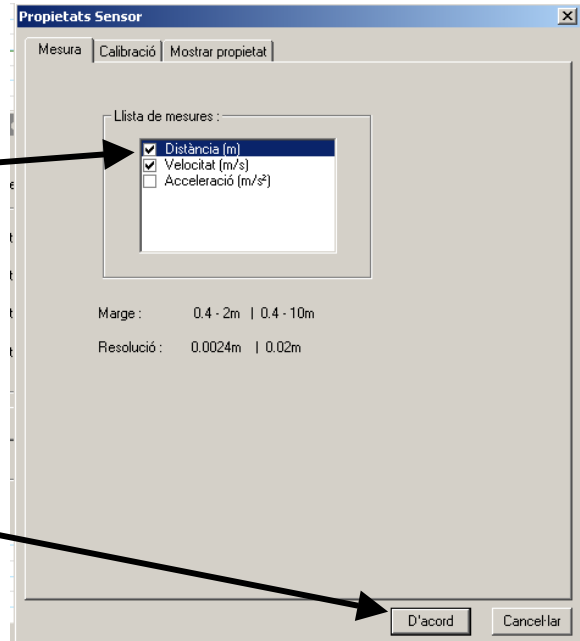 Propietats Sensor
Mesura Calibració Mostrar propietat
Llista de mesures :
Distància (m)
Velocitat (m/s)
Acceleració (m/s²)
Marge : 0.4 - 2m | 0.4 - 10m
Resolució : 0.0024m | 0.02m
D'acord Cancel·lar